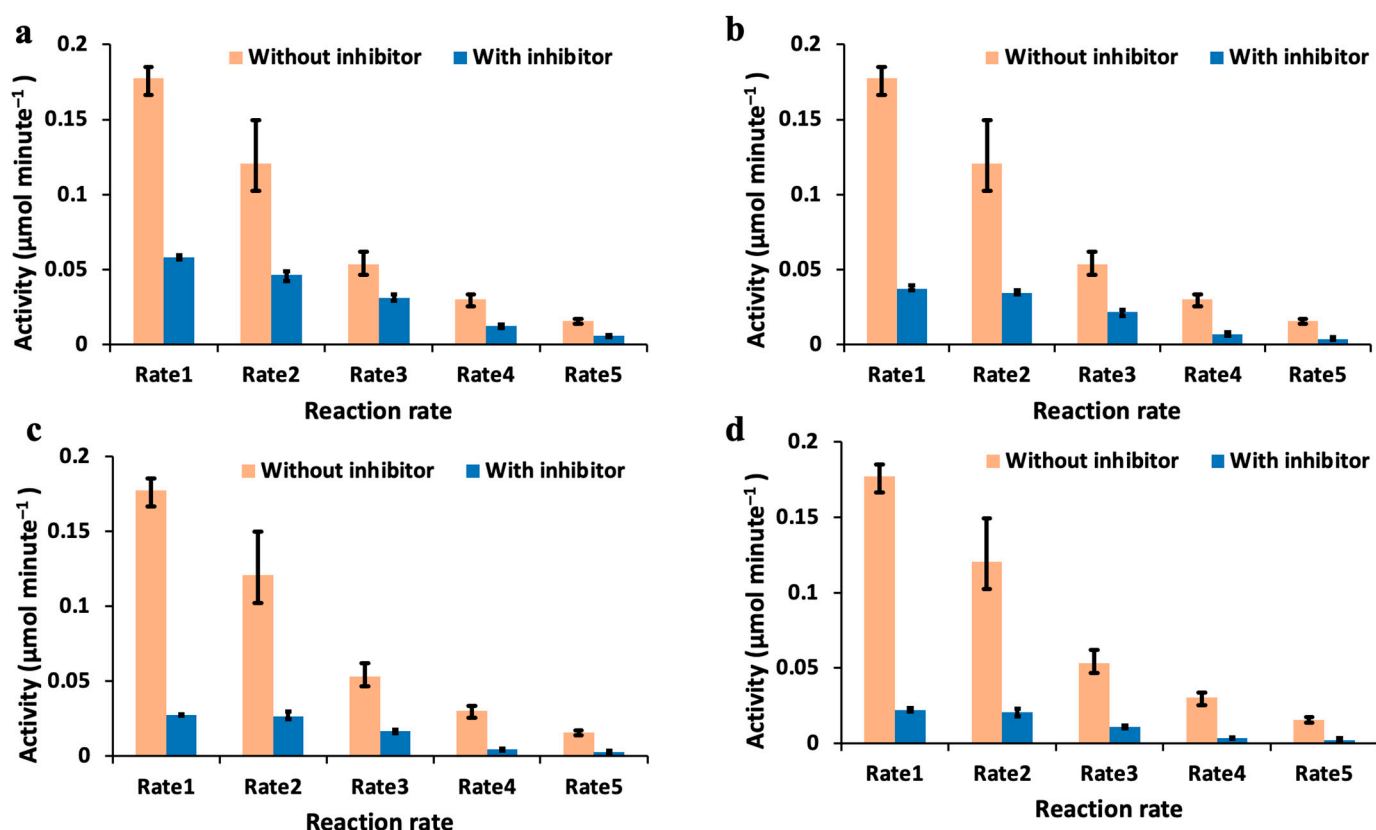 a
Without inhibitor With inhibitor
Activity (µmol minute⁻¹ )
0.2
0.15
0.1
0.05
0
Rate1 Rate2 Rate3 Rate4 Rate5
Reaction rate
b
Without inhibitor With inhibitor
Activity (µmol minute⁻¹ )
0.2
0.15
0.1
0.05
0
Rate1 Rate2 Rate3 Rate4 Rate5
Reaction rate
c
Without inhibitor With inhibitor
Activity (µmol minute⁻¹ )
0.2
0.15
0.1
0.05
0
Rate1 Rate2 Rate3 Rate4 Rate5
Reaction rate
d
Without inhibitor With inhibitor
Activity (µmol minute⁻¹ )
0.2
0.15
0.1
0.05
0
Rate1 Rate2 Rate3 Rate4 Rate5
Reaction rate